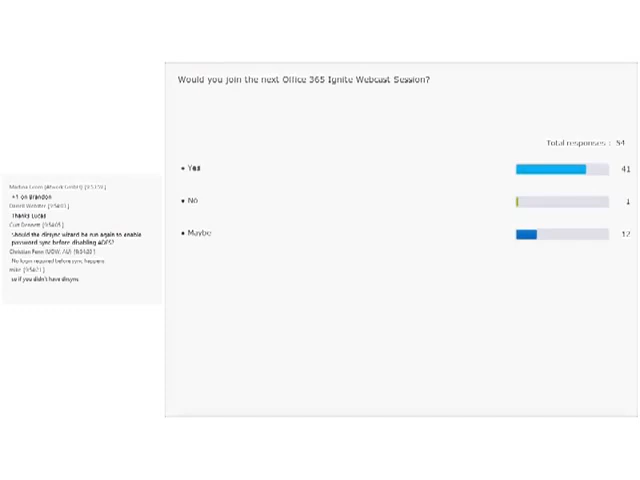 Would you join the next Office 365 Ignite Webcast Session?
Total responses : 54
• Yes 41
• No 1
• Maybe 12
+1 on Brandon
Thanks Lucas
should the dirsync wizard be run again to enable
password sync before disabling ADFS?
No login required before sync happens
so if you didn't have dirsync